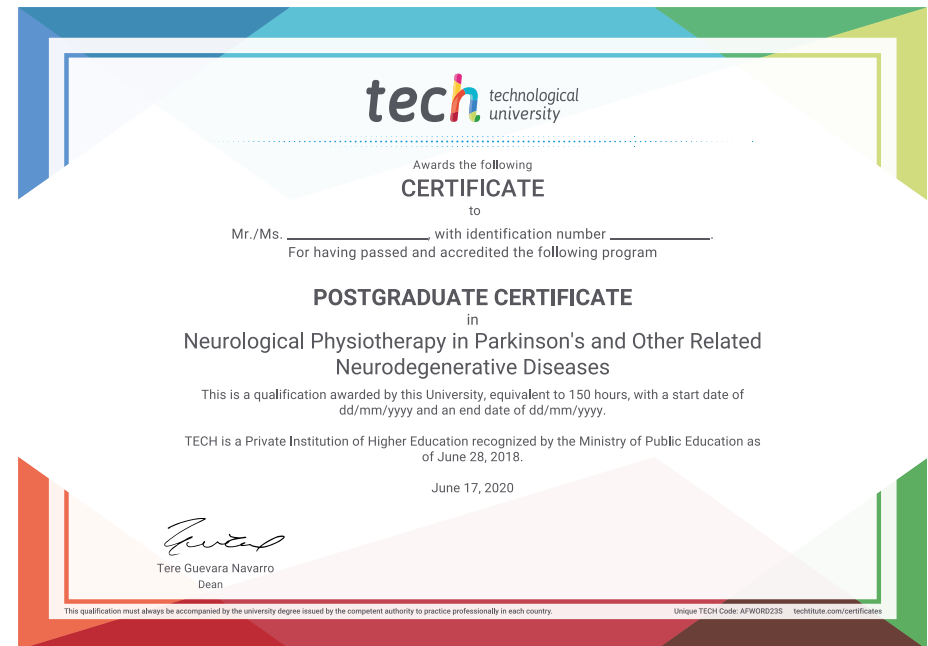 tech technological
university
Awards the following
CERTIFICATE
to
Mr./Ms. ____________________, with identification number ______________.
For having passed and accredited the following program
POSTGRADUATE CERTIFICATE
in
Neurological Physiotherapy in Parkinson's and Other Related
Neurodegenerative Diseases
This is a qualification awarded by this University, equivalent to 150 hours, with a start date of
dd/mm/yyyy and an end date of dd/mm/yyyy.
TECH is a Private Institution of Higher Education recognized by the Ministry of Public Education as
of June 28, 2018.
June 17, 2020
Tere Guevara Navarro
Dean
This qualification must always be accompanied by the university degree issued by the competent authority to practice professionally in each country.
Unique TECH Code: AFWORD23S techtitute.com/certificates